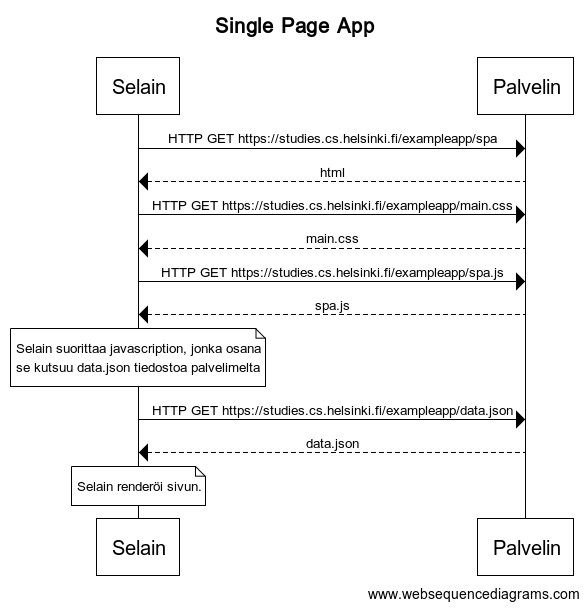 Single Page App
Selain Palvelin
HTTP GET https://studies.cs.helsinki.fi/exampleapp/spa
html
HTTP GET https://studies.cs.helsinki.fi/exampleapp/main.css
main.css
HTTP GET https://studies.cs.helsinki.fi/exampleapp/spa.js
spa.js
Selain suorittaa javascription, jonka osana
se kutsuu data.json tiedostoa palvelimelta
HTTP GET https://studies.cs.helsinki.fi/exampleapp/data.json
data.json
Selain renderöi sivun.
Selain Palvelin
www.websequencediagrams.com